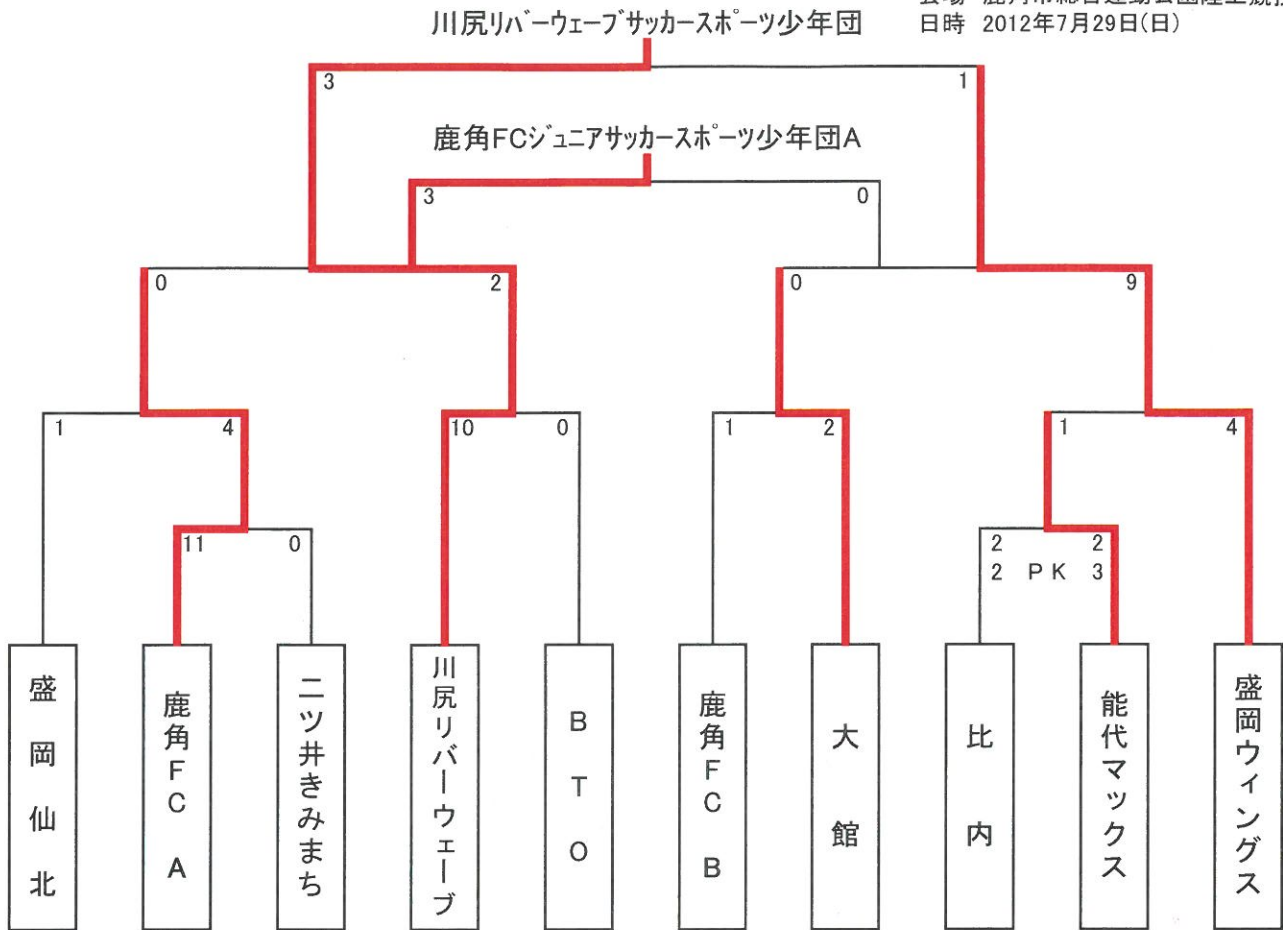 川尻リバーウェーブサッカースポーツ少年団
日時 2012年7月29日(日)
3 1
鹿角FCジュニアサッカースポーツ少年団A
3 0
0 2 0 9
1 4 10 0 1 2 1 4
11 0 2 2
2 PK 3
盛岡仙北
鹿角FC A
二ツ井きみまち
川尻リバーウェーブ
BTO
鹿角FC B
大館
比内
能代マックス
盛岡ウィングス